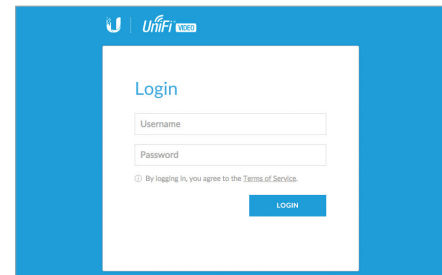 UniFi VIDEO
Login
Username
Password
By logging in, you agree to the Terms of Service.
LOGIN